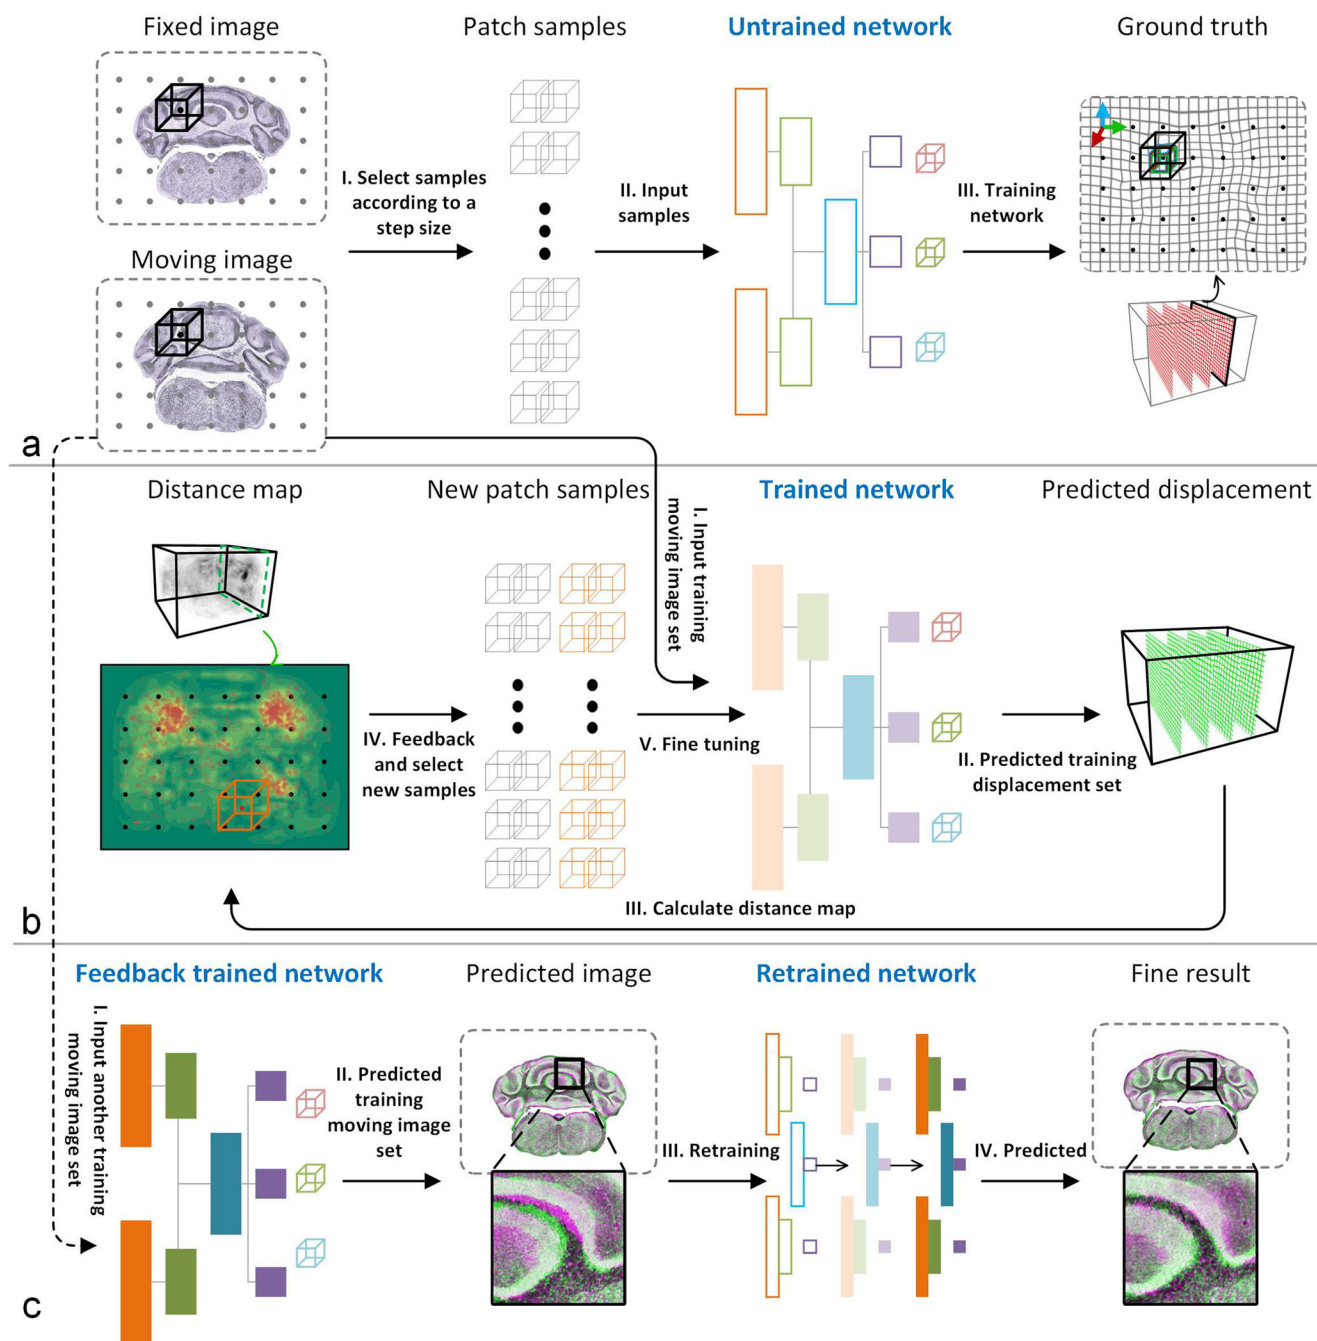 Fixed image
Patch samples
Untrained network
Ground truth
I. Select samples
according to a
step size
II. Input
samples
III. Training
network
Moving image
a
Distance map
New patch samples
I. Input training
moving image set
Trained network
Predicted displacement
IV. Feedback
and select
new samples
V. Fine tuning
II. Predicted training
displacement set
III. Calculate distance map
b
Feedback trained network
Predicted image
Retrained network
Fine result
I. Input another training
moving image set
II. Predicted
training
moving image
set
III. Retraining
IV. Predicted
c